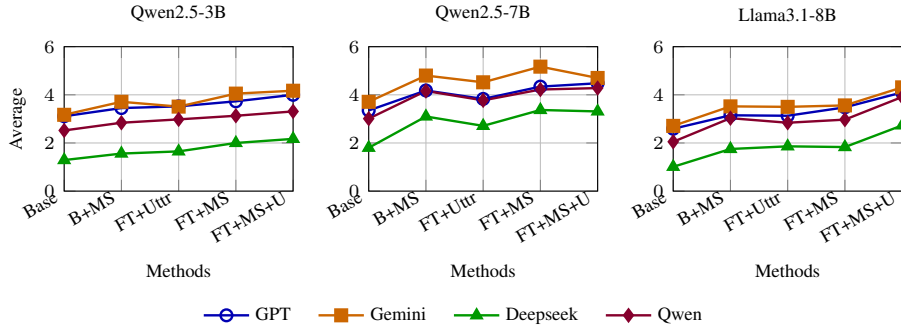 Qwen2.5-3B
Qwen2.5-7B
Llama3.1-8B
Average
6
4
2
0
Base
B+MS
FT+Uttr
FT+MS
FT+MS+U
Methods
6
4
2
0
Base
B+MS
FT+Uttr
FT+MS
FT+MS+U
Methods
6
4
2
0
Base
B+MS
FT+Uttr
FT+MS
FT+MS+U
Methods
GPT Gemini Deepseek Qwen